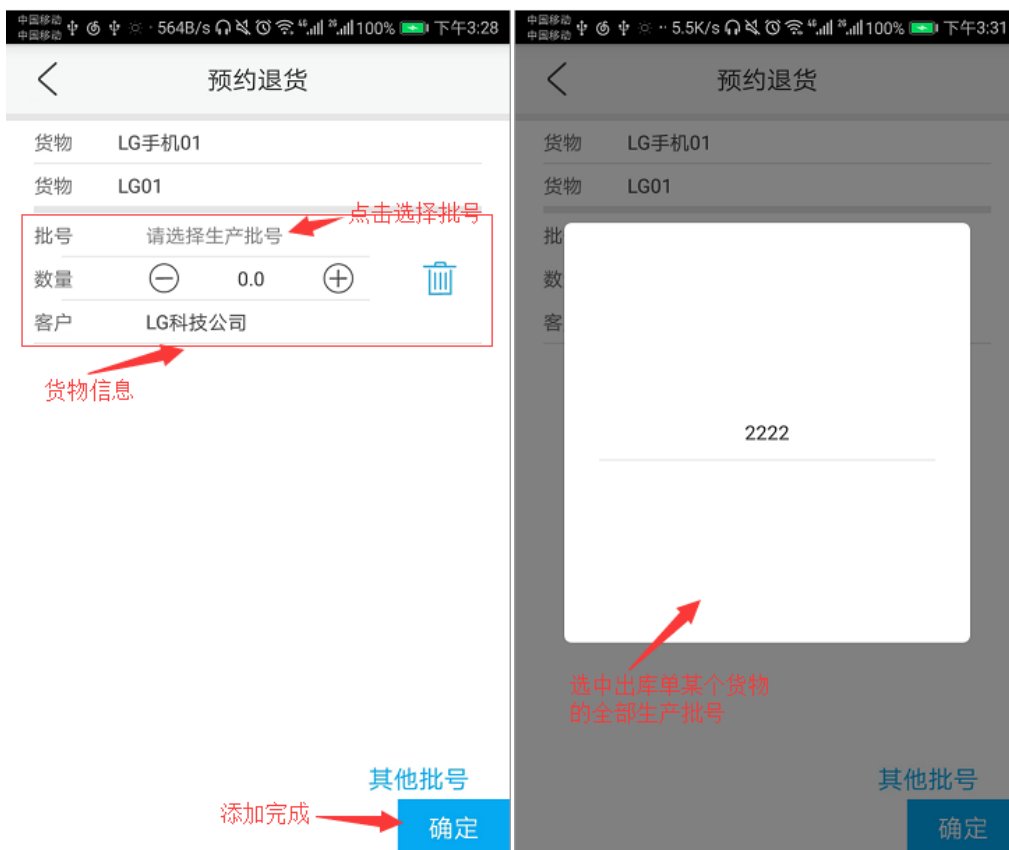 中国移动
中国移动
564B/s 4G 2G 100% 下午3:28
预约退货
货物 LG手机01
货物 LG01
点击选择批号
批号 请选择生产批号
数量 0.0
客户 LG科技公司
货物信息
其他批号
添加完成
确定
中国移动
中国移动
5.5K/s 4G 2G 100% 下午3:31
预约退货
货物 LG手机01
货物 LG01
批
数
客
2222
选中出库单某个货物
的全部生产批号
其他批号
确定